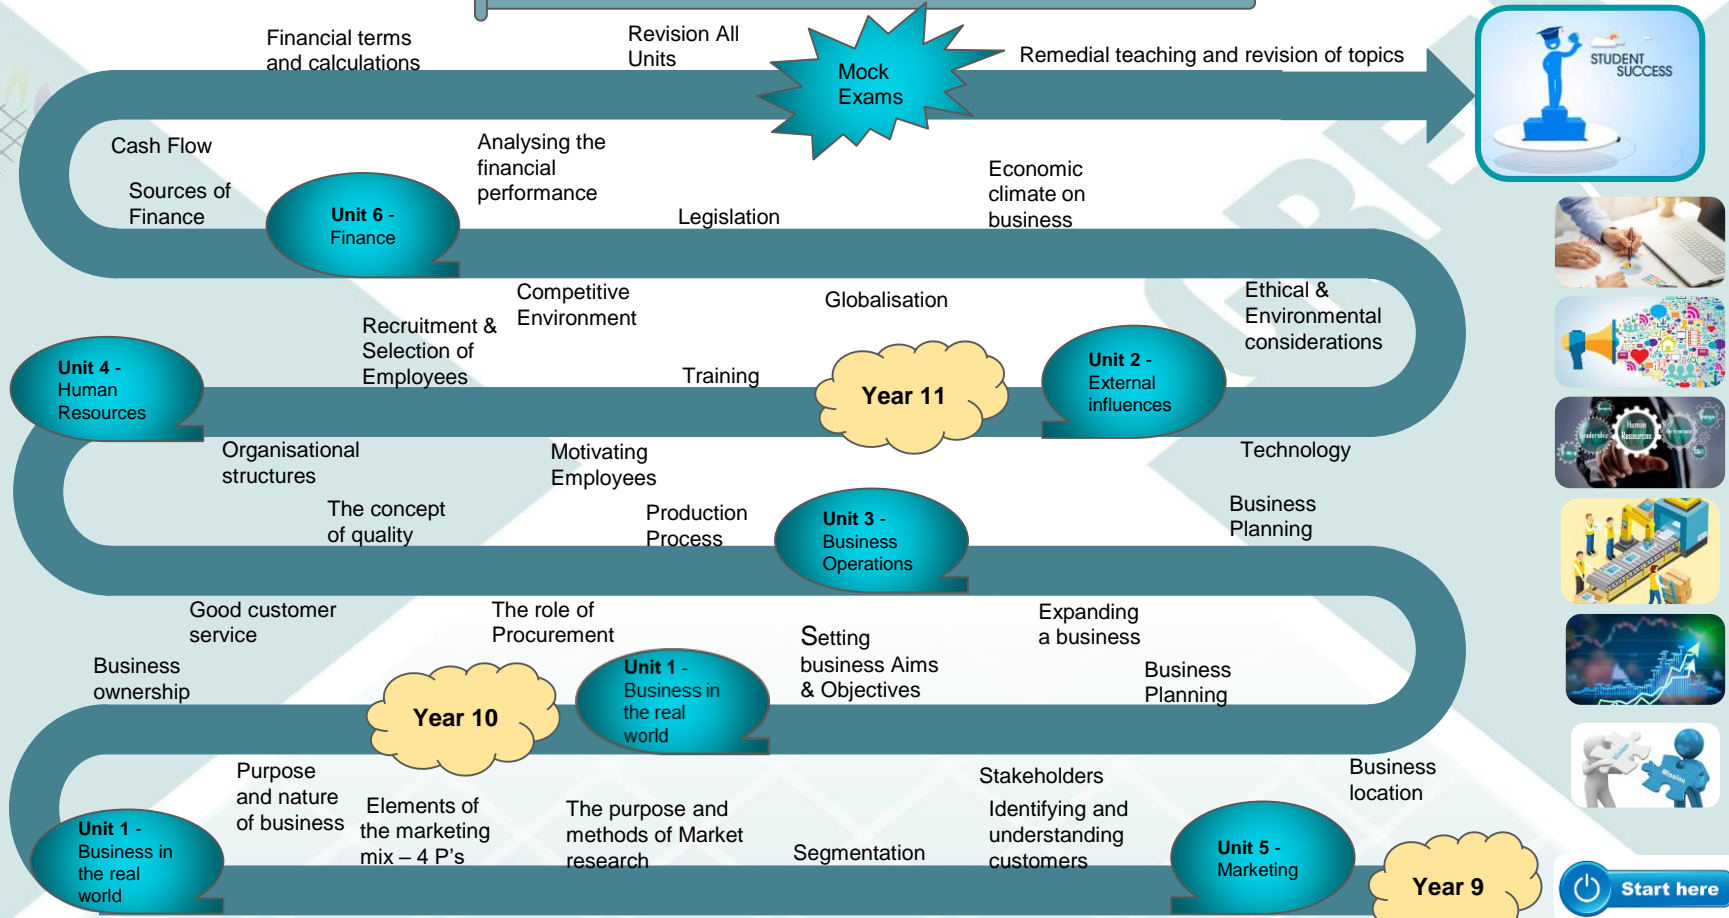 Financial terms
and calculations
Revision All
Units
Mock
Exams
Remedial teaching and revision of topics
STUDENT
SUCCESS
Cash Flow
Sources of
Finance
Unit 6 -
Finance
Analysing the
financial
performance
Legislation
Economic
climate on
business
Competitive
Environment
Globalisation
Ethical &
Environmental
considerations
Recruitment &
Selection of
Employees
Unit 4 -
Human
Resources
Training
Year 11
Unit 2 -
External
influences
Organisational
structures
Motivating
Employees
Technology
Human
Resources
The concept
of quality
Production
Process
Unit 3 -
Business
Operations
Business
Planning
Good customer
service
The role of
Procurement
Expanding
a business
Setting
business Aims
& Objectives
Business
ownership
Year 10
Unit 1 -
Business in
the real
world
Business
Planning
Vision
Mission
Purpose
and nature
of business
Elements of
the marketing
mix – 4 P's
The purpose and
methods of Market
research
Segmentation
Stakeholders
Identifying and
understanding
customers
Business
location
Unit 1 -
Business in
the real
world
Unit 5 -
Marketing
Year 9
Start here